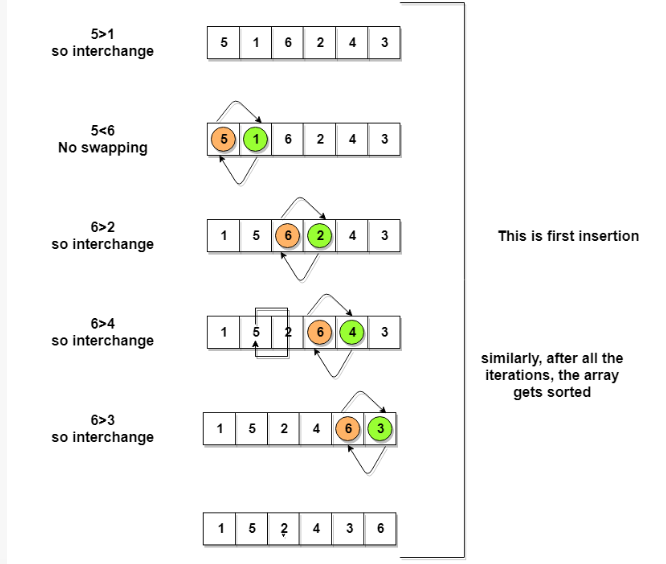 5>1
so interchange
5 1 6 2 4 3
5<6
No swapping
5 1 6 2 4 3
6>2
so interchange
1 5 6 2 4 3
This is first insertion
6>4
so interchange
1 5 2 6 4 3
similarly, after all the
iterations, the array
gets sorted
6>3
so interchange
1 5 2 4 6 3
1 5 2 4 3 6